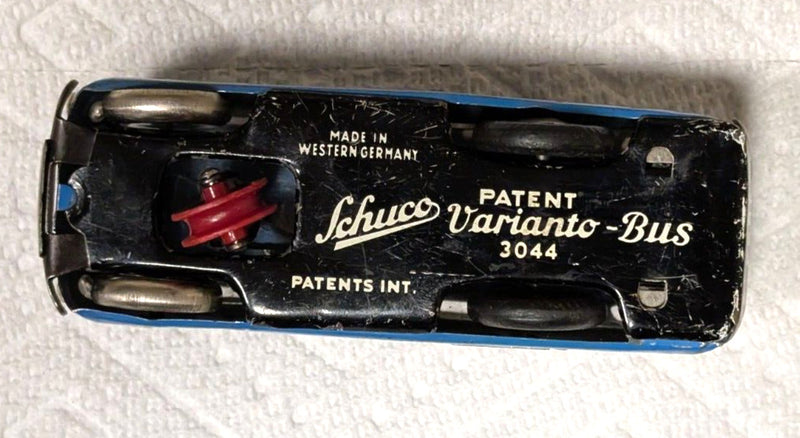 MADE IN
WESTERN GERMANY
Schuco
PATENT
Varianto-Bus
3044
PATENTS INT.